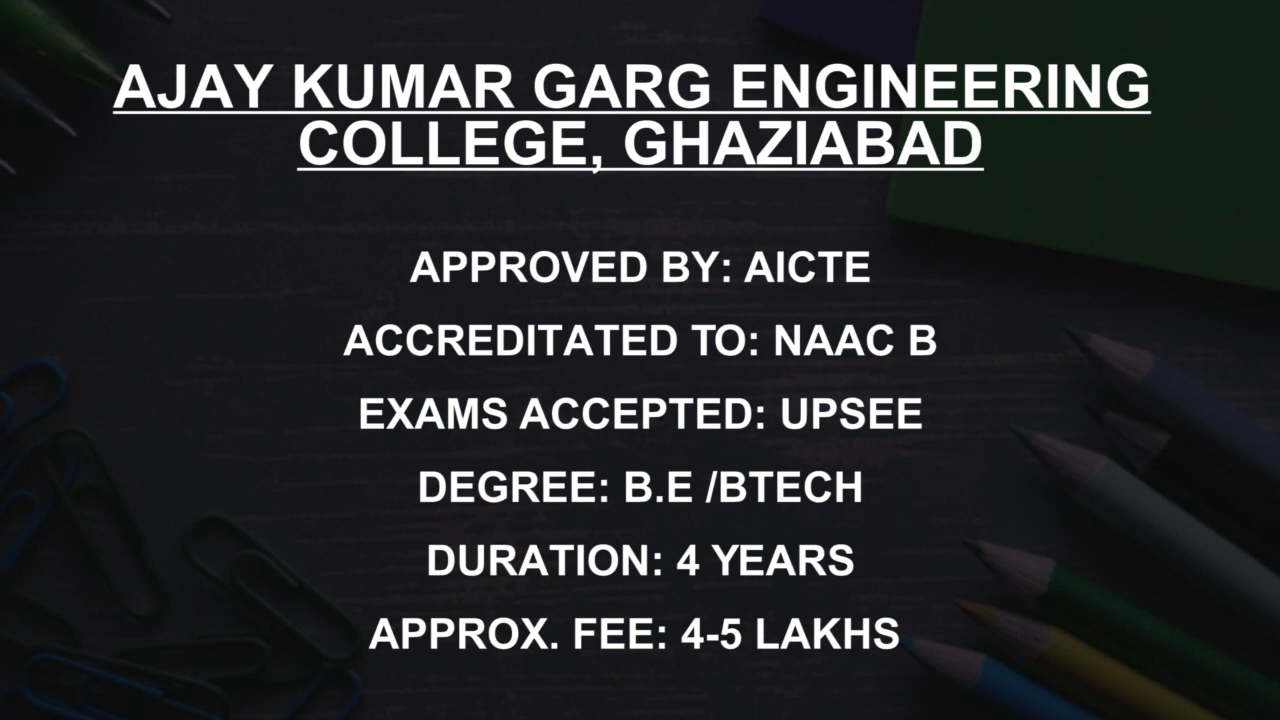 AJAY KUMAR GARG ENGINEERING
COLLEGE, GHAZIABAD
APPROVED BY: AICTE
ACCREDITATED TO: NAAC B
EXAMS ACCEPTED: UPSEE
DEGREE: B.E /BTECH
DURATION: 4 YEARS
APPROX. FEE: 4-5 LAKHS